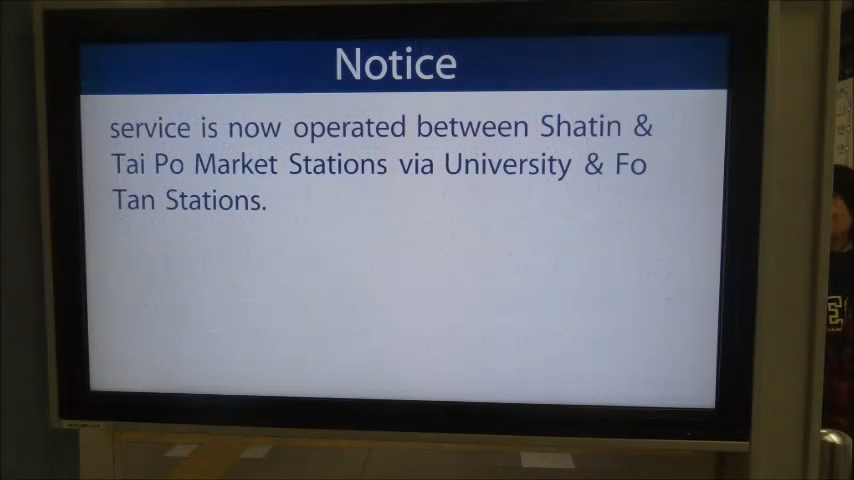 Notice
service is now operated between Shatin &
Tai Po Market Stations via University & Fo
Tan Stations.